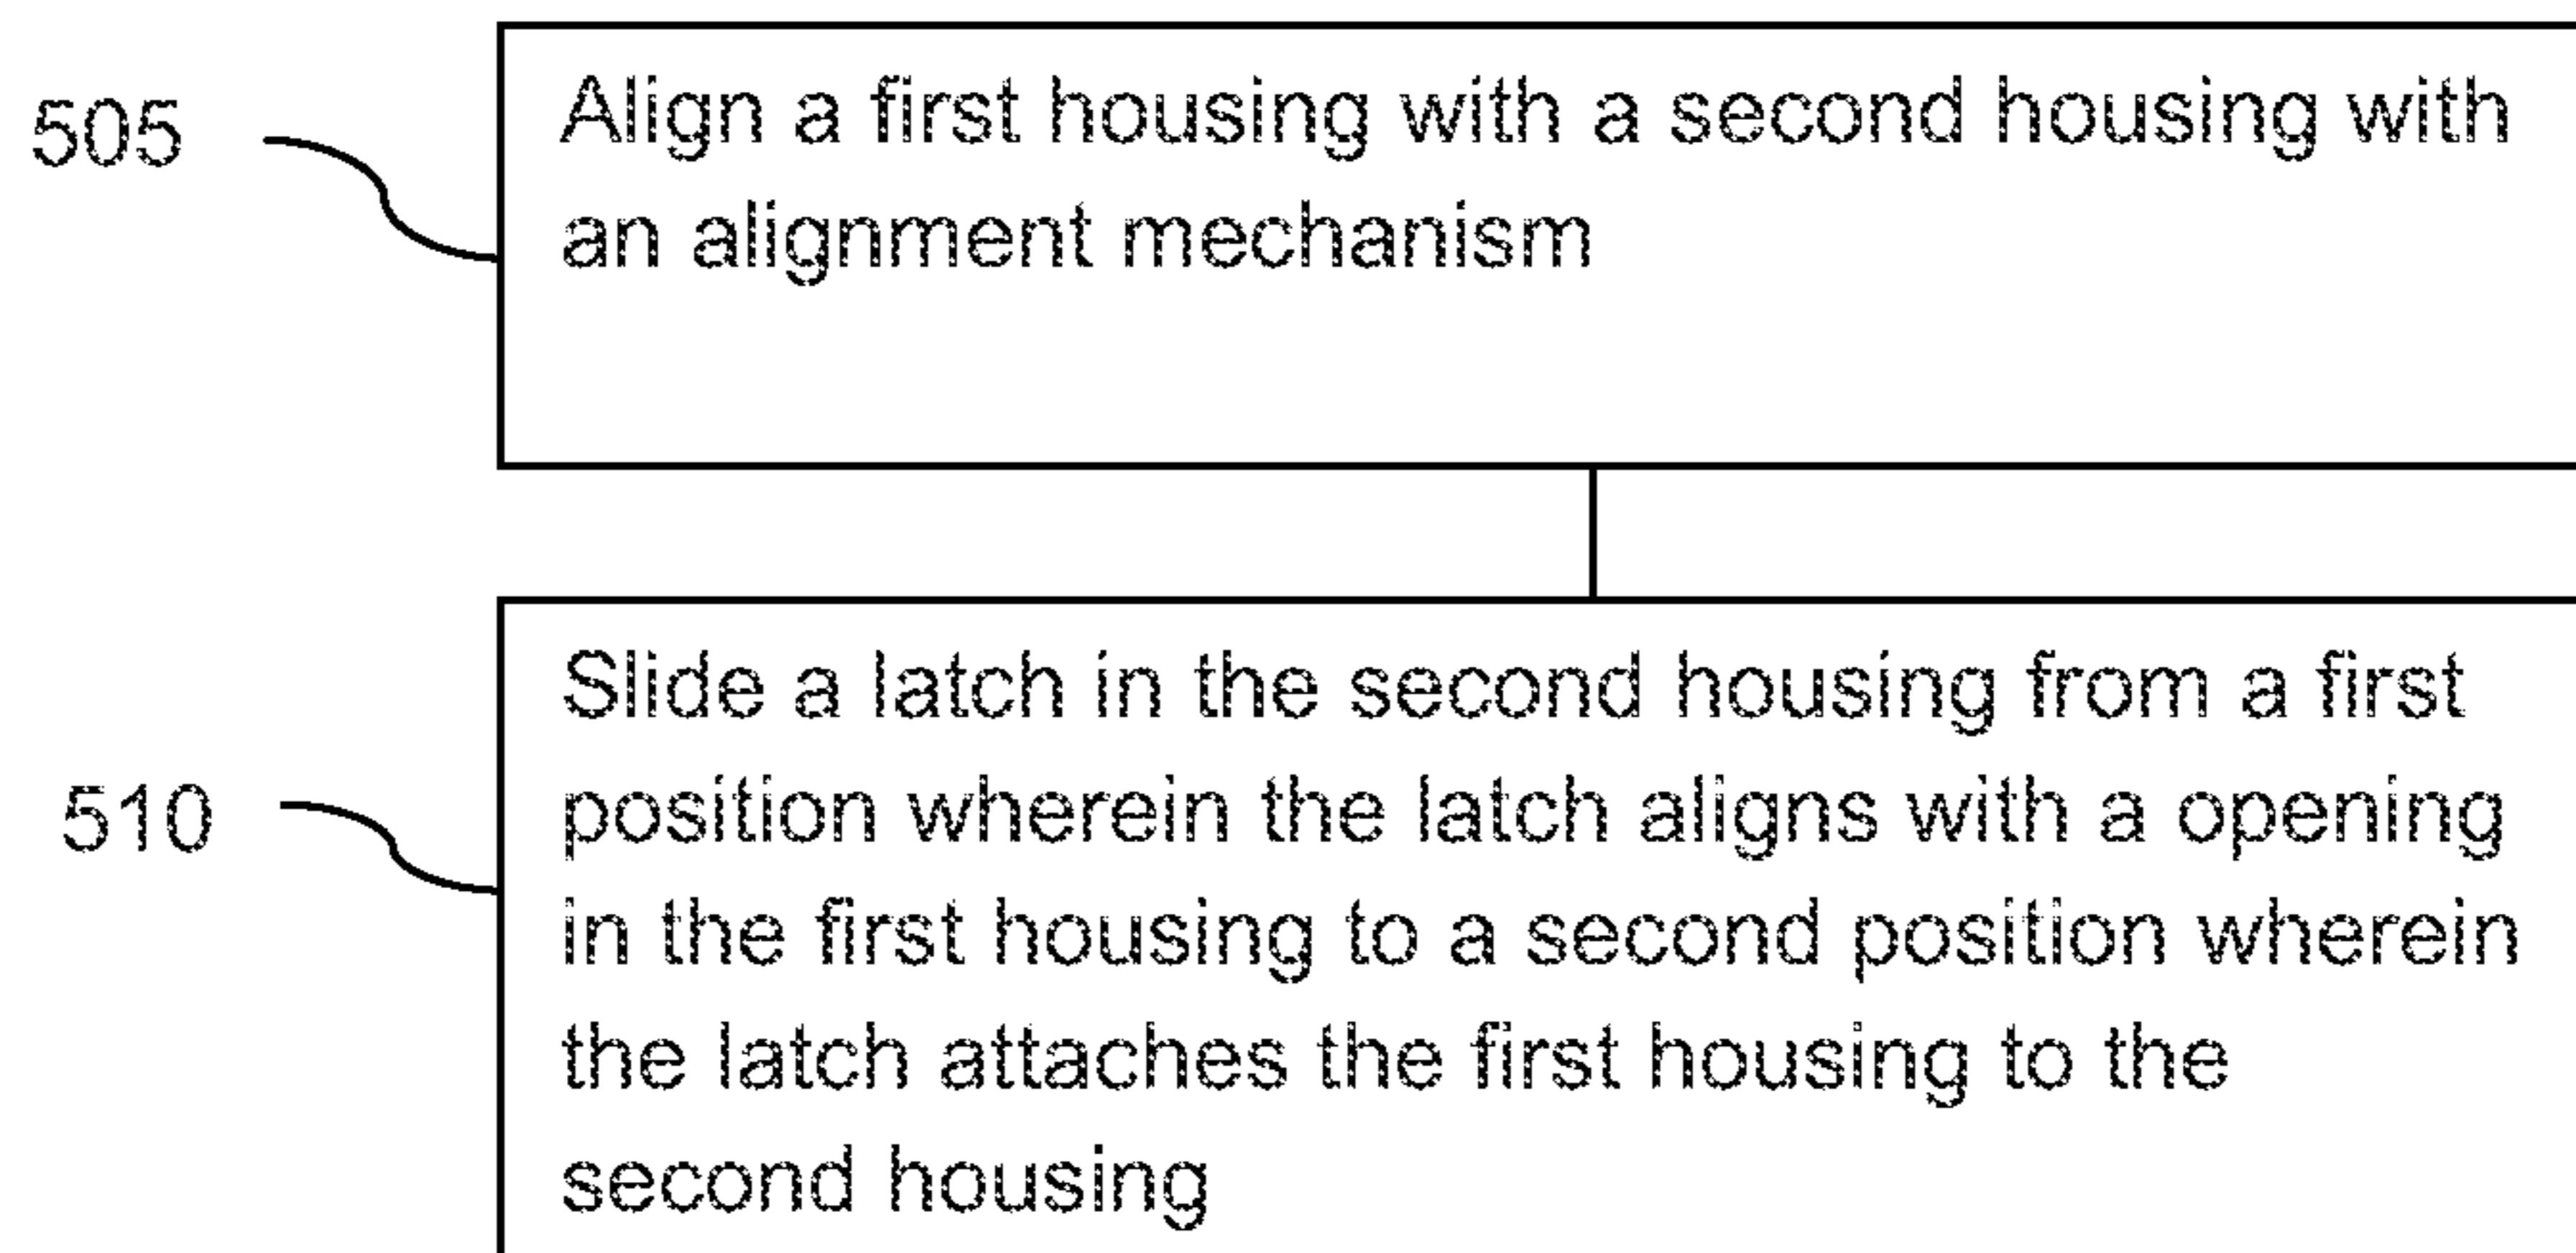 505
Align a first housing with a second housing with
an alignment mechanism
510
Slide a latch in the second housing from a first
position wherein the latch aligns with a opening
in the first housing to a second position wherein
the latch attaches the first housing to the
second housing